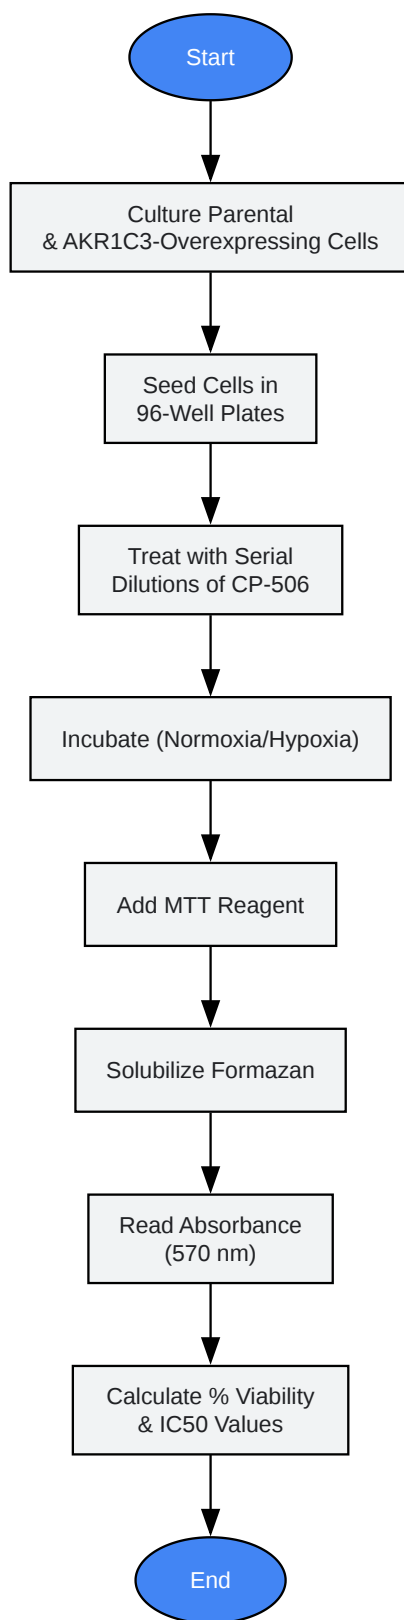 Start
Culture Parental
& AKR1C3-Overexpressing Cells
Seed Cells in
96-Well Plates
Treat with Serial
Dilutions of CP-506
Incubate (Normoxia/Hypoxia)
Add MTT Reagent
Solubilize Formazan
Read Absorbance
(570 nm)
Calculate % Viability
& IC50 Values
End